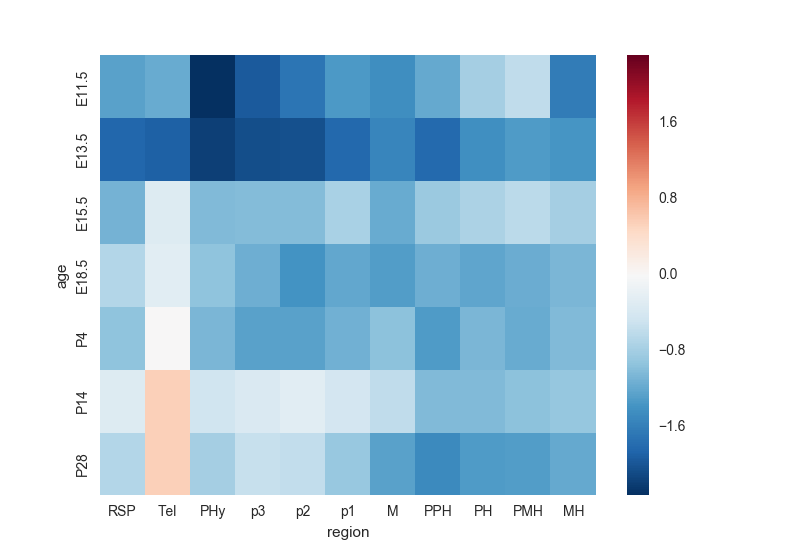 E11.5
E13.5
E15.5
E18.5
P4
P14
P28
age
RSP Tel PHy p3 p2 p1 M PPH PH PMH MH
region
1.6
0.8
0.0
−0.8
−1.6